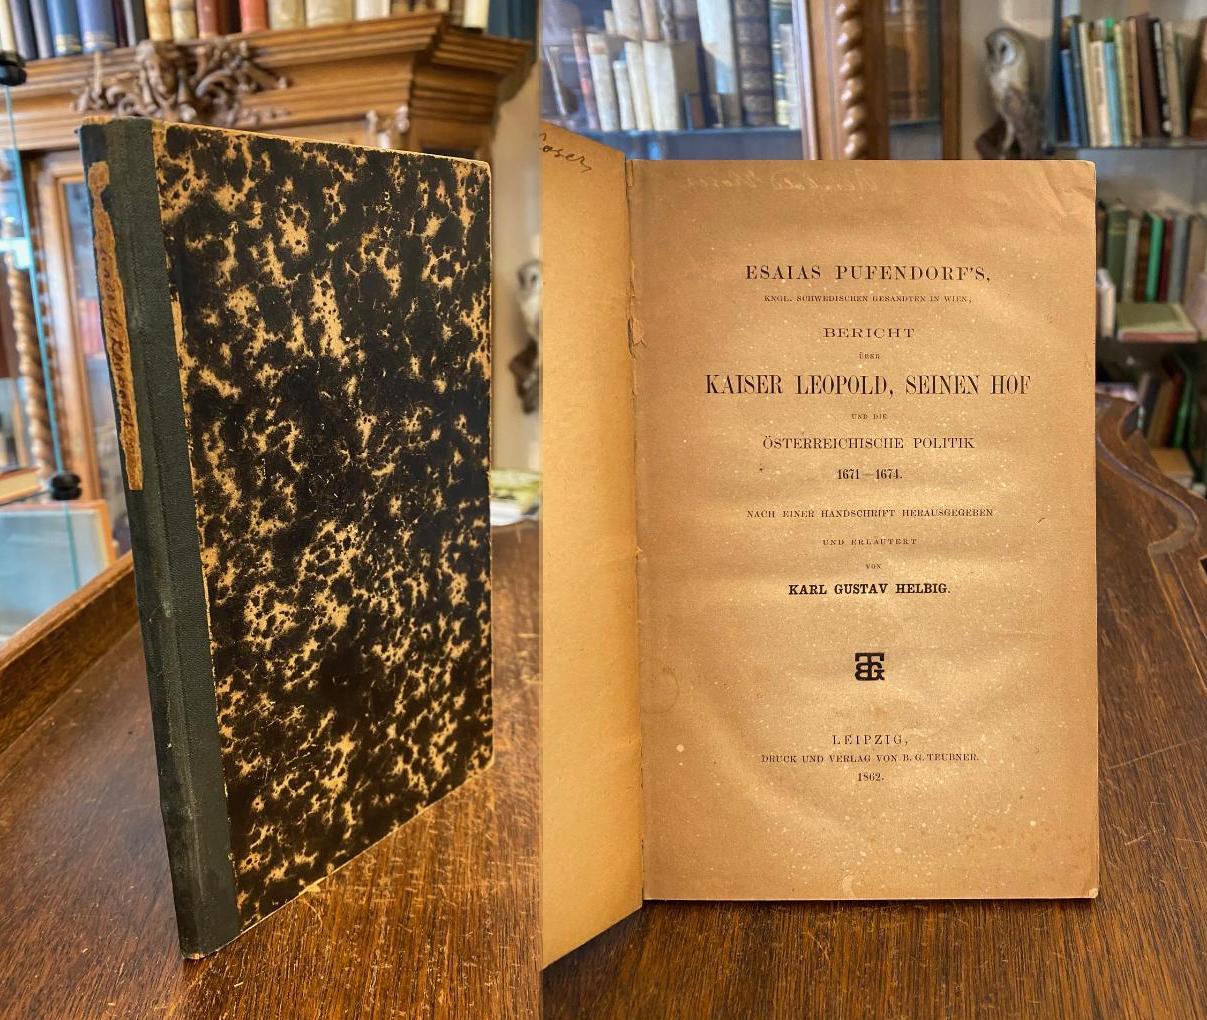 ESAIAS PUFENDORF'S,
KNGL. SCHWEDISCHEN GESANDTEN IN WIEN,
BERICHT
ÜBER
KAISER LEOPOLD, SEINEN HOF
UND DIE
ÖSTERREICHISCHE POLITIK
1671—1674.
NACH EINER HANDSCHRIFT HERAUSGEGEBEN
UND ERLÄUTERT
VON
KARL GUSTAV HELBIG.
BTG
LEIPZIG,
DRUCK UND VERLAG VON B. G. TEUBNER.
1862.